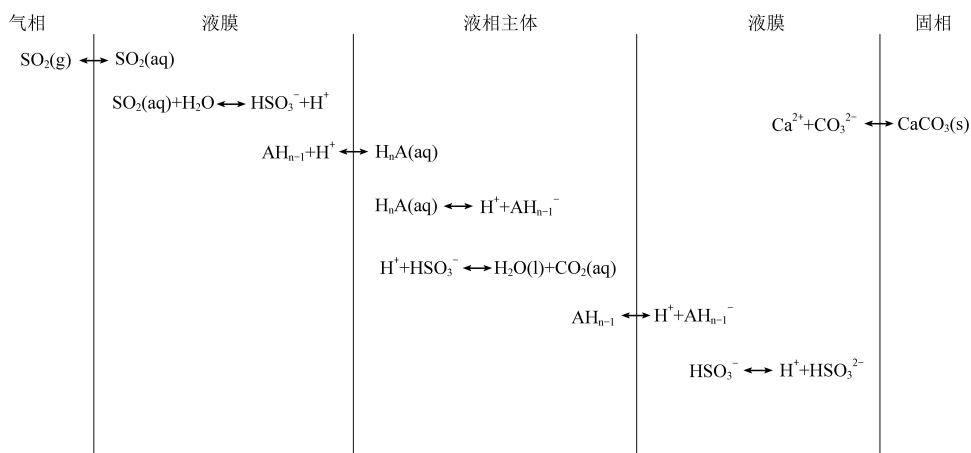 气相 液膜 液相主体 液膜 固相
SO₂(g) ↔ SO₂(aq)
SO₂(aq)+H₂O ↔ HSO₃⁻+H⁺
Ca²⁺+CO₃²⁻ ↔ CaCO₃(s)
AHₙ₋₁+H⁺ ↔ HₙA(aq)
HₙA(aq) ↔ H⁺+AHₙ₋₁⁻
H⁺+HSO₃⁻ ↔ H₂O(l)+CO₂(aq)
AHₙ₋₁ ↔ H⁺+AHₙ₋₁⁻
HSO₃⁻ ↔ H⁺+HSO₃²⁻